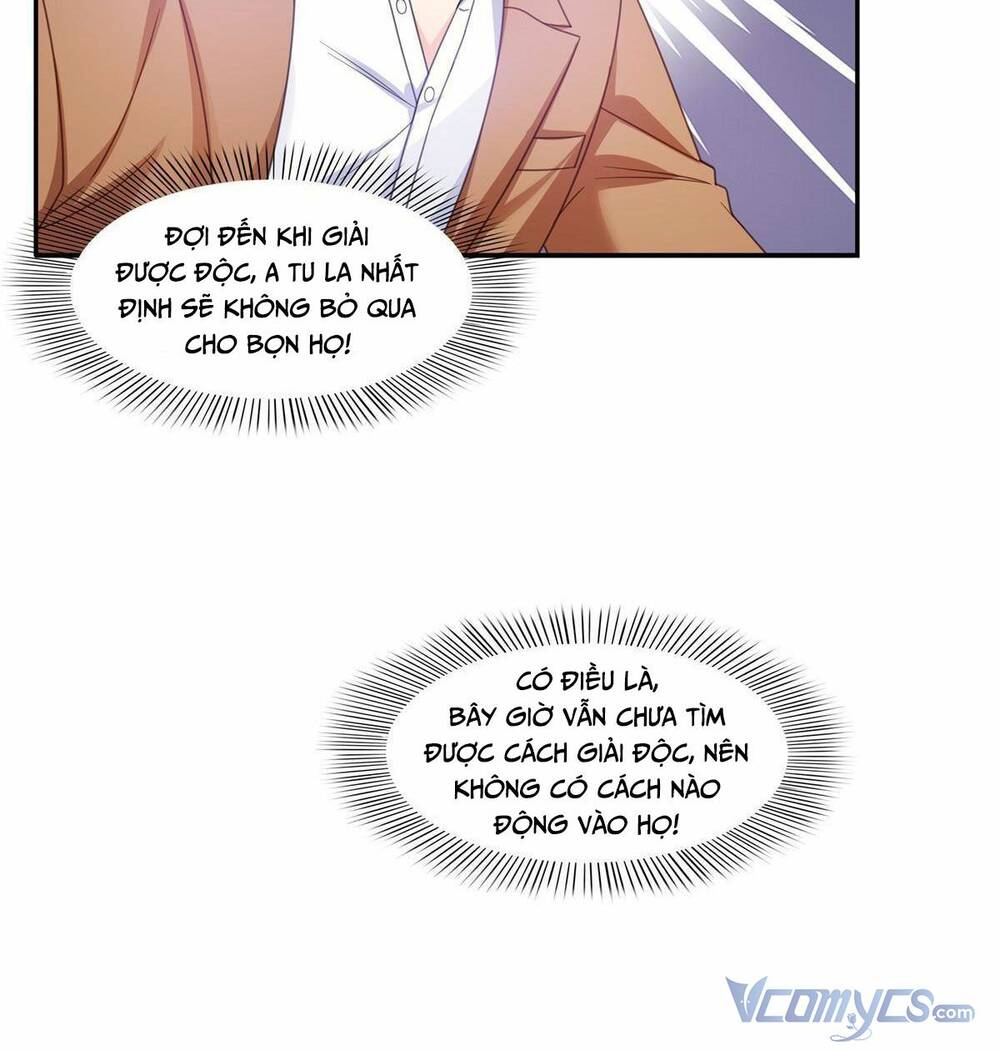 ĐỢI ĐẾN KHI GIẢI
ĐƯỢC ĐỘC, A TU LA NHẤT
ĐỊNH SẼ KHÔNG BỎ QUA
CHO BỌN HỌ!
CÓ ĐIỀU LÀ,
BÂY GIỜ VẪN CHƯA TÌM
ĐƯỢC CÁCH GIẢI ĐỘC, NÊN
KHÔNG CÓ CÁCH NÀO
ĐỘNG VÀO HỌ!
VCOMYCS.com